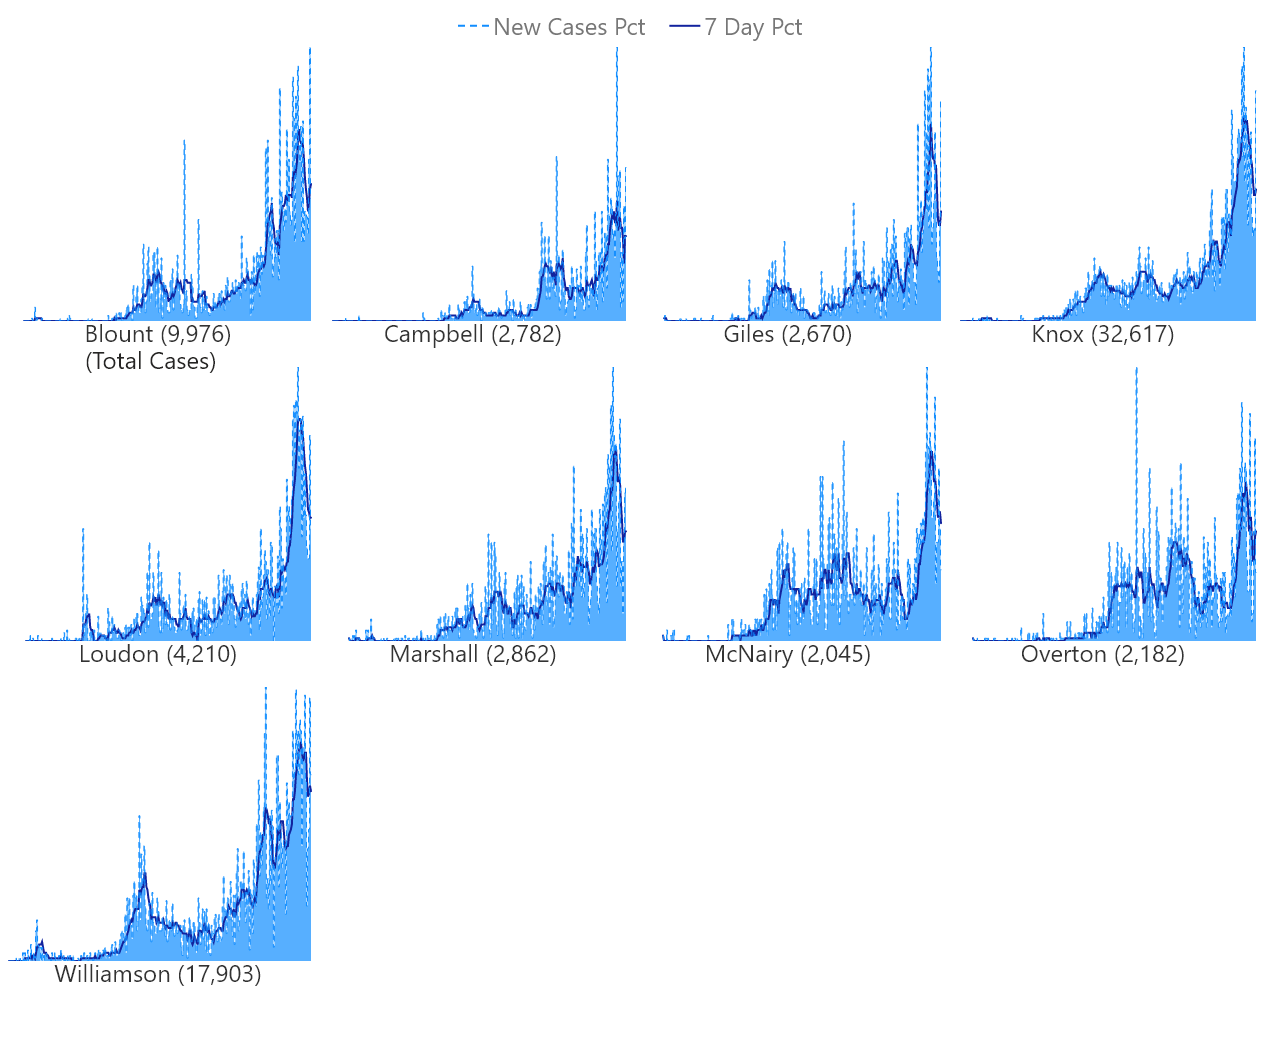 New Cases Pct 7 Day Pct
Blount (9,976)
(Total Cases)
Campbell (2,782)
Giles (2,670)
Knox (32,617)
Loudon (4,210)
Marshall (2,862)
McNairy (2,045)
Overton (2,182)
Williamson (17,903)